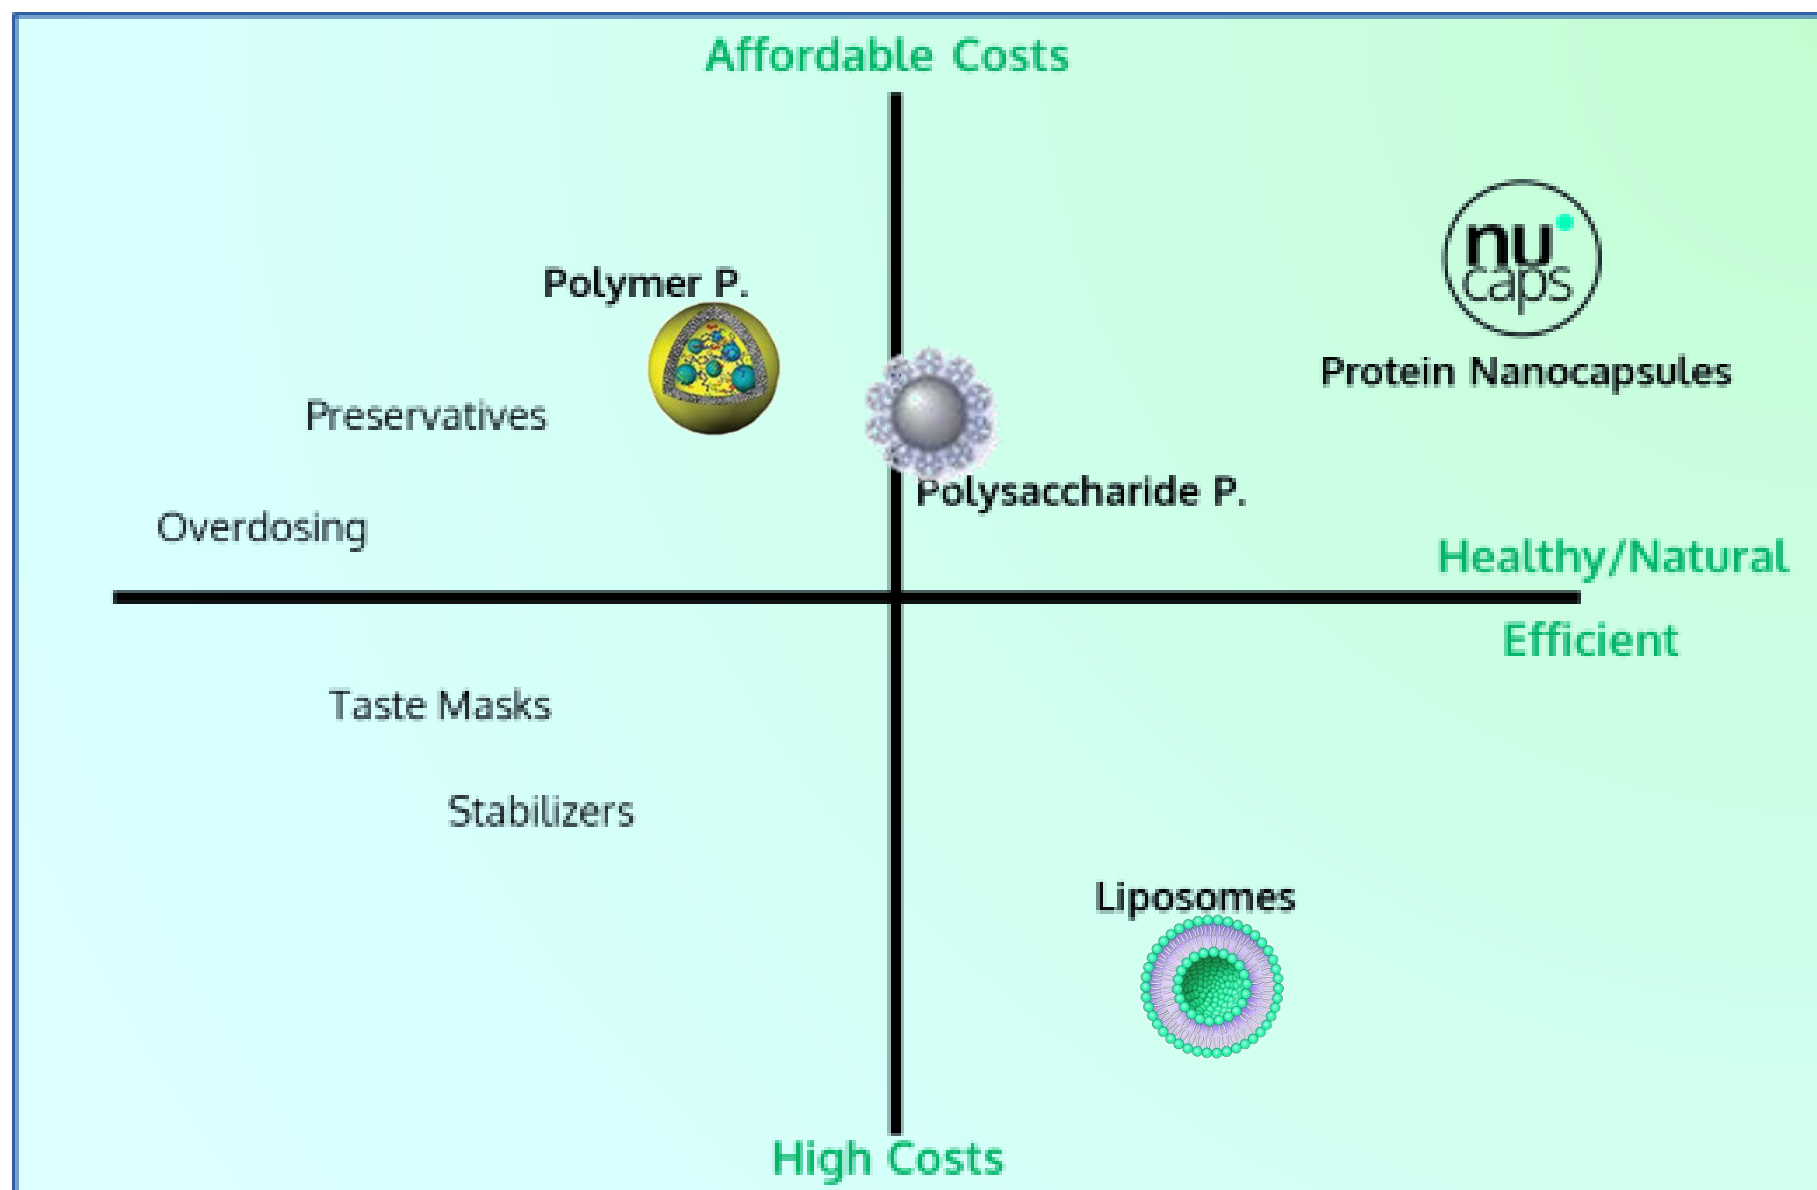 Affordable Costs
nu
caps
Polymer P.
Protein Nanocapsules
Preservatives
Polysaccharide P.
Overdosing
Healthy/Natural
Efficient
Taste Masks
Stabilizers
Liposomes
High Costs